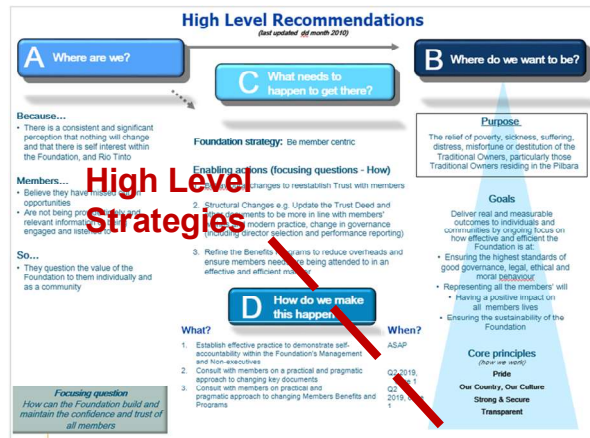 High Level Recommendations
(last updated dd month 2010)
A Where are we?
C What needs to
happen to get there?
B Where do we want to be?
Because…
• There is a consistent and significant
perception that nothing will change
and that there is self interest within
the Foundation, and Rio Tinto
Members…
• Believe they have missed
opportunities
• Are not being and
relevant information
engaged and listened to
So…
• They question the value of the
Foundation to them individually and
as a community
Focusing question
How can the Foundation build and
maintain the confidence and trust of
all members
High Level
Strategies
Foundation strategy: Be member centric
Enabling actions (focusing questions - How)
changes to reestablish Trust with members
2. Structural Changes e.g. Update the Trust Deed and
other documents to be more in line with members'
modern practice, change in governance
(including director selection and performance reporting)
3. Refine the Benefits Programs to reduce overheads and
ensure members needs are being attended to in an
effective and efficient manner
D How do we make
this happen
What?
When?
1. Establish effective practice to demonstrate self-
accountability within the Foundation's Management
and Non-executives
ASAP
2. Consult with members on a practical and pragmatic
approach to changing key documents
Q2 2019,
1
3. Consult with members on practical and
pragmatic approach to changing Members Benefits and
Programs
Q2
2019,
1
Purpose
The relief of poverty, sickness, suffering,
distress, misfortune or destitution of the
Traditional Owners, particularly those
Traditional Owners residing in the Pilbara
Goals
Deliver real and measurable
outcomes to individuals and
communities by ongoing focus on
how effective and efficient the
Foundation is at:
• Ensuring the highest standards of
good governance, legal, ethical and
moral behaviour
• Representing all the members' will
• Having a positive impact on
all members lives
• Ensuring the sustainability of the
Foundation
Core principles
(how we work)
Pride
Our Country, Our Culture
Strong & Secure
Transparent